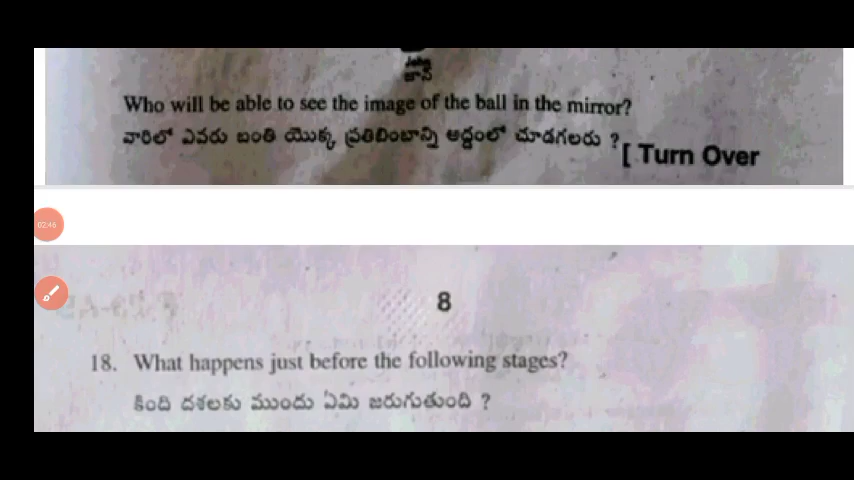 John
జాన్
Who will be able to see the image of the ball in the mirror?
వారిలో ఎవరు బంతి యొక్క ప్రతిబింబాన్ని అద్దంలో చూడగలరు ?
[ Turn Over
02:46
8
18. What happens just before the following stages?
కింది దశలకు ముందు ఏమి జరుగుతుంది ?